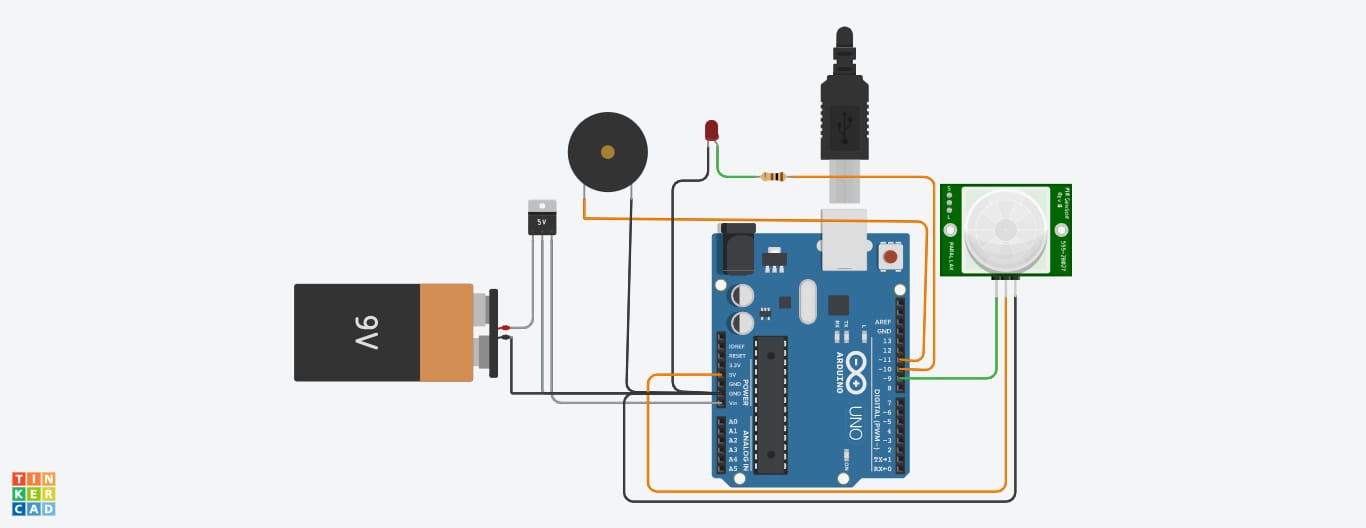 9V
5V
PIR Sensor
Rev B
555-28027
PARALLAX
IOREF
RESET
3.3V
5V
GND
GND
Vin
POWER
A0
A1
A2
A3
A4
A5
ANALOG IN
RX
TX
L
ARDUINO
UNO
ON
AREF
GND
13
12
~11
~10
~9
8
7
~6
~5
4
~3
2
TX→1
RX←0
DIGITAL (PWM~)
TIN
KER
CAD